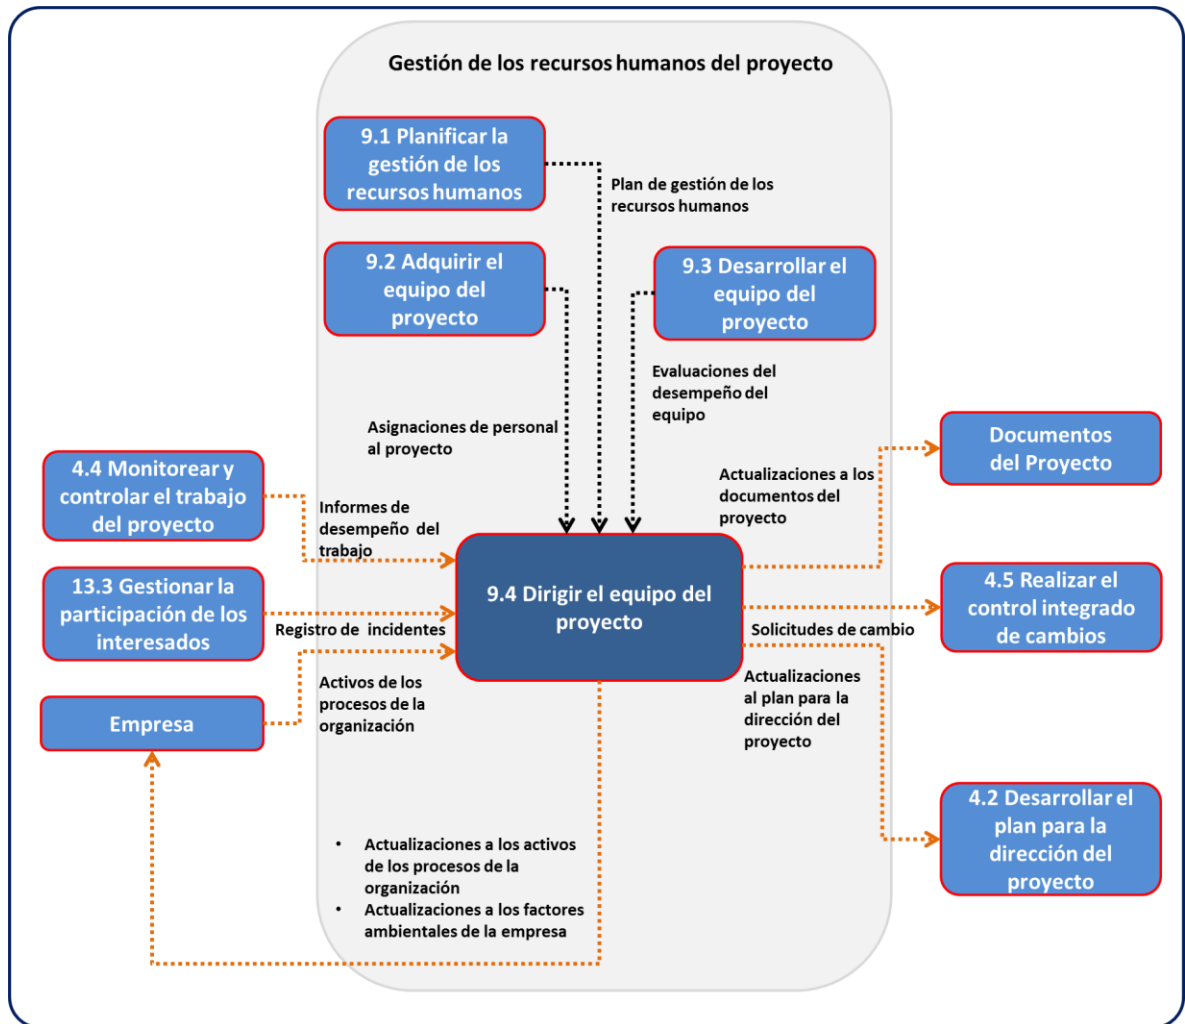 Gestión de los recursos humanos del proyecto
9.1 Planificar la
gestión de los
recursos humanos
Plan de gestión de los
recursos humanos
9.2 Adquirir el
equipo del
proyecto
9.3 Desarrollar el
equipo del
proyecto
Evaluaciones del
desempeño del
equipo
Asignaciones de personal
al proyecto
Documentos
del Proyecto
4.4 Monitorear y
controlar el trabajo
del proyecto
Actualizaciones a los
documentos del
proyecto
Informes de
desempeño del
trabajo
9.4 Dirigir el equipo del
proyecto
13.3 Gestionar la
participación de los
interesados
Registro de incidentes
Solicitudes de cambio
4.5 Realizar el
control integrado
de cambios
Activos de los
procesos de la
organización
Actualizaciones
al plan para la
dirección del
proyecto
Empresa
4.2 Desarrollar el
plan para la
dirección del
proyecto
• Actualizaciones a los activos
de los procesos de la
organización
• Actualizaciones a los factores
ambientales de la empresa